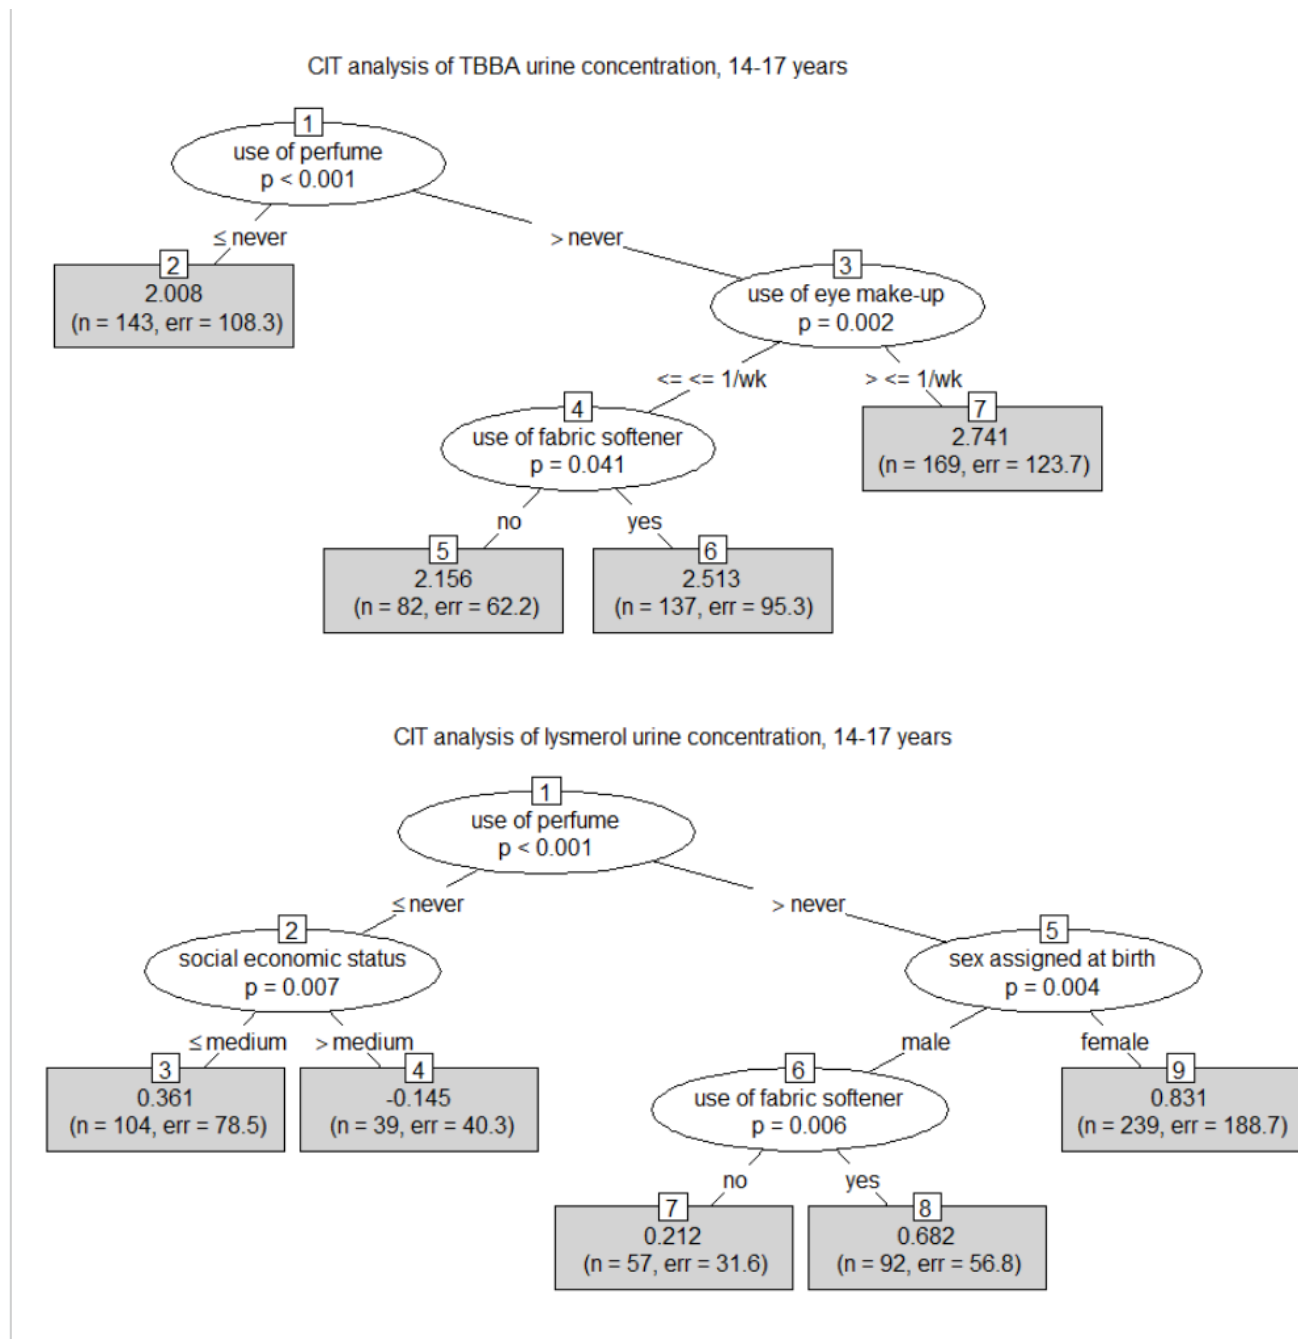 CIT analysis of TBBA urine concentration, 14-17 years
1
use of perfume
p < 0.001
≤ never
> never
2
2.008
(n = 143, err = 108.3)
3
use of eye make-up
p = 0.002
<= <= 1/wk
> <= 1/wk
4
use of fabric softener
p = 0.041
7
2.741
(n = 169, err = 123.7)
no
yes
5
2.156
(n = 82, err = 62.2)
6
2.513
(n = 137, err = 95.3)
CIT analysis of lysmerol urine concentration, 14-17 years
1
use of perfume
p < 0.001
≤ never
> never
2
social economic status
p = 0.007
5
sex assigned at birth
p = 0.004
≤ medium
> medium
male
female
3
0.361
(n = 104, err = 78.5)
4
-0.145
(n = 39, err = 40.3)
6
use of fabric softener
p = 0.006
9
0.831
(n = 239, err = 188.7)
no
yes
7
0.212
(n = 57, err = 31.6)
8
0.682
(n = 92, err = 56.8)